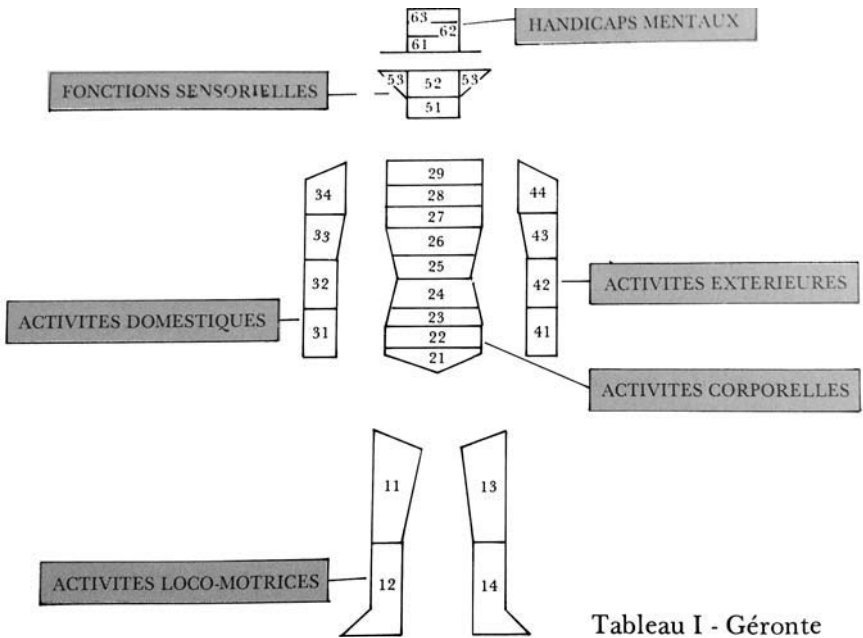 63
HANDICAPS MENTAUX
62
61
53 52 53
FONCTIONS SENSORIELLES
51
29
34 28 44
27
33 26 43
25
32 24 42 ACTIVITES EXTERIEURES
23
ACTIVITES DOMESTIQUES 31 22 41
21
ACTIVITES CORPORELLES
11 13
ACTIVITES LOCO-MOTRICES 12 14
Tableau I - Géronte